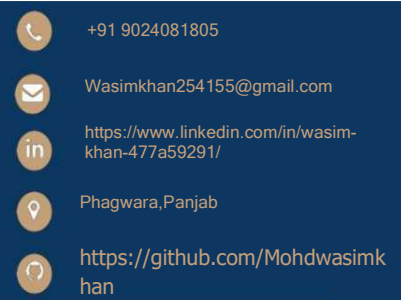 +91 9024081805
Wasimkhan254155@gmail.com
https://www.linkedin.com/in/wasim-
khan-477a59291/
Phagwara,Panjab
https://github.com/Mohdwasimk
han